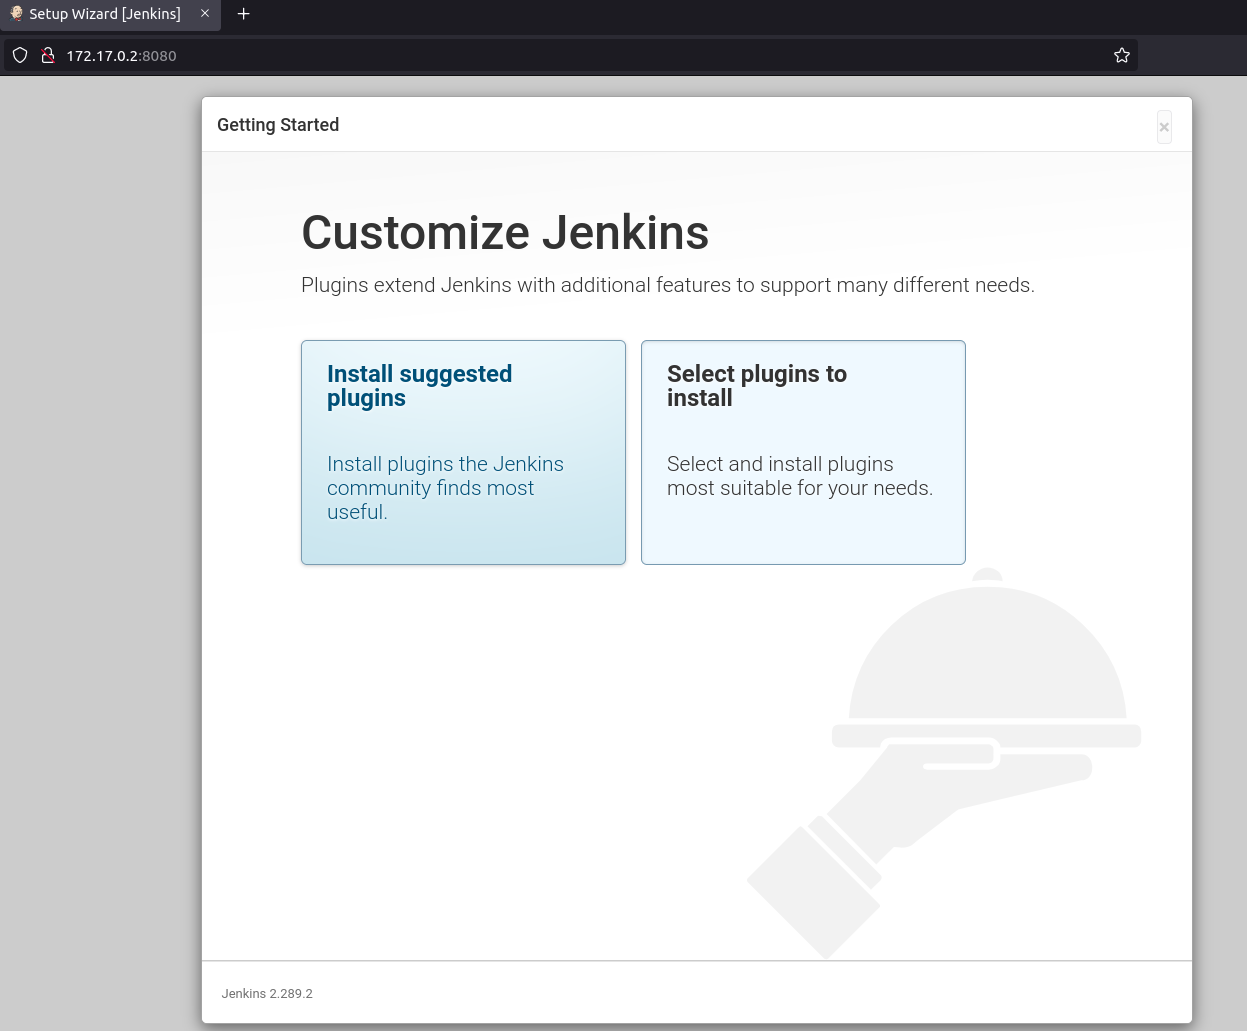 Setup Wizard [Jenkins]
172.17.0.2:8080
Getting Started
Customize Jenkins
Plugins extend Jenkins with additional features to support many different needs.
Install suggested
plugins
Install plugins the Jenkins
community finds most
useful.
Select plugins to
install
Select and install plugins
most suitable for your needs.
Jenkins 2.289.2